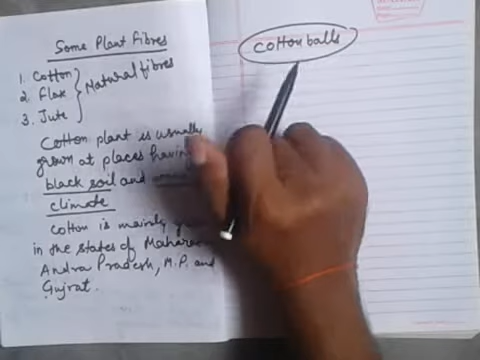 Some Plant Fibres
1. Cotton
2. Flax
3. Jute
Natural fibres
Cotton plant is usually
grown at places having
black soil and
climate
Cotton is mainly
in the states of
Andra Pradesh, M.P. and
Gujrat.
Cotton balls